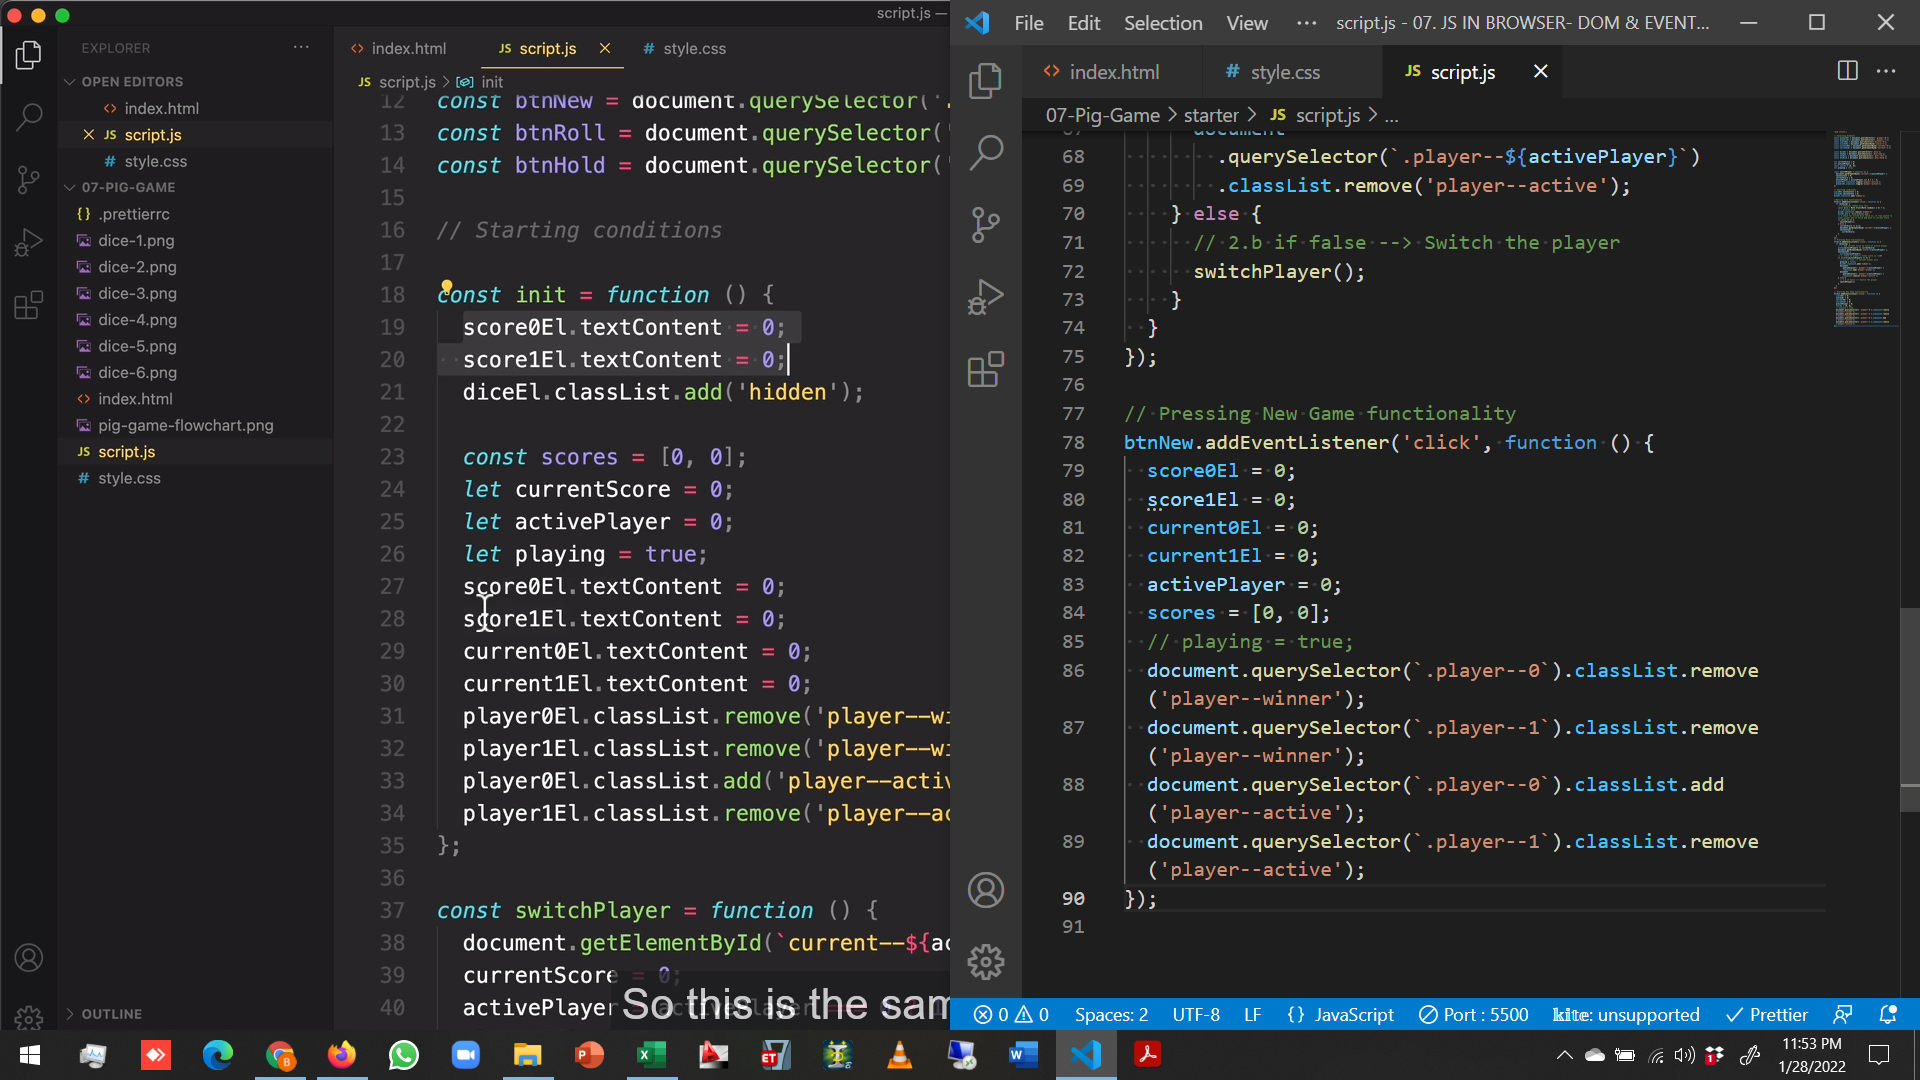 script.js —
EXPLORER
OPEN EDITORS
index.html
JS script.js
# style.css
07-PIG-GAME
{} .prettierrc
dice-1.png
dice-2.png
dice-3.png
dice-4.png
dice-5.png
dice-6.png
<> index.html
pig-game-flowchart.png
JS script.js
# style.css
OUTLINE
<> index.html
JS script.js
# style.css
JS script.js > init
12 const btnNew = document.querySelector('.
13 const btnRoll = document.querySelector('
14 const btnHold = document.querySelector('
15
16 // Starting conditions
17
18 const init = function () {
19 score0El.textContent = 0;
20 score1El.textContent = 0;
21 diceEl.classList.add('hidden');
22
23 const scores = [0, 0];
24 let currentScore = 0;
25 let activePlayer = 0;
26 let playing = true;
27 score0El.textContent = 0;
28 score1El.textContent = 0;
29 current0El.textContent = 0;
30 current1El.textContent = 0;
31 player0El.classList.remove('player--wi
32 player1El.classList.remove('player--wi
33 player0El.classList.add('player--activ
34 player1El.classList.remove('player--ac
35 };
36
37 const switchPlayer = function () {
38 document.getElementById(`current--${ac
39 currentScore = 0;
40 activePlayer
So this is the sam
File Edit Selection View ··· script.js - 07. JS IN BROWSER- DOM & EVENT...
<> index.html
# style.css
JS script.js
07-Pig-Game > starter > JS script.js > ...
67 document
68 .querySelector(`.player--${activePlayer}`)
69 .classList.remove('player--active');
70 } else {
71 // 2.b if false --> Switch the player
72 switchPlayer();
73 }
74 }
75 });
76
77 // Pressing New Game functionality
78 btnNew.addEventListener('click', function () {
79 score0El = 0;
80 score1El = 0;
81 current0El = 0;
82 current1El = 0;
83 activePlayer = 0;
84 scores = [0, 0];
85 // playing = true;
86 document.querySelector(`.player--0`).classList.remove
('player--winner');
87 document.querySelector(`.player--1`).classList.remove
('player--winner');
88 document.querySelector(`.player--0`).classList.add
('player--active');
89 document.querySelector(`.player--1`).classList.remove
('player--active');
90 });
91
0 0 Spaces: 2 UTF-8 LF {} JavaScript Port : 5500 kite: unsupported Prettier
11:53 PM
1/28/2022